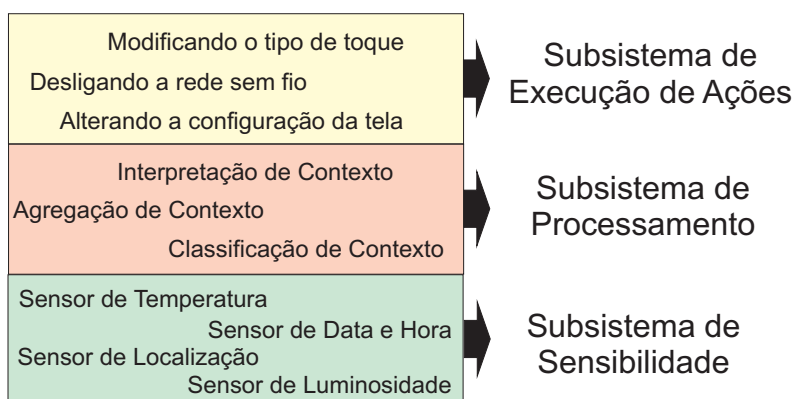 Modificando o tipo de toque
Desligando a rede sem fio
Alterando a configuração da tela
Subsistema de
Execução de Ações
Interpretação de Contexto
Agregação de Contexto
Classificação de Contexto
Subsistema de
Processamento
Sensor de Temperatura
Sensor de Data e Hora
Sensor de Localização
Sensor de Luminosidade
Subsistema de
Sensibilidade